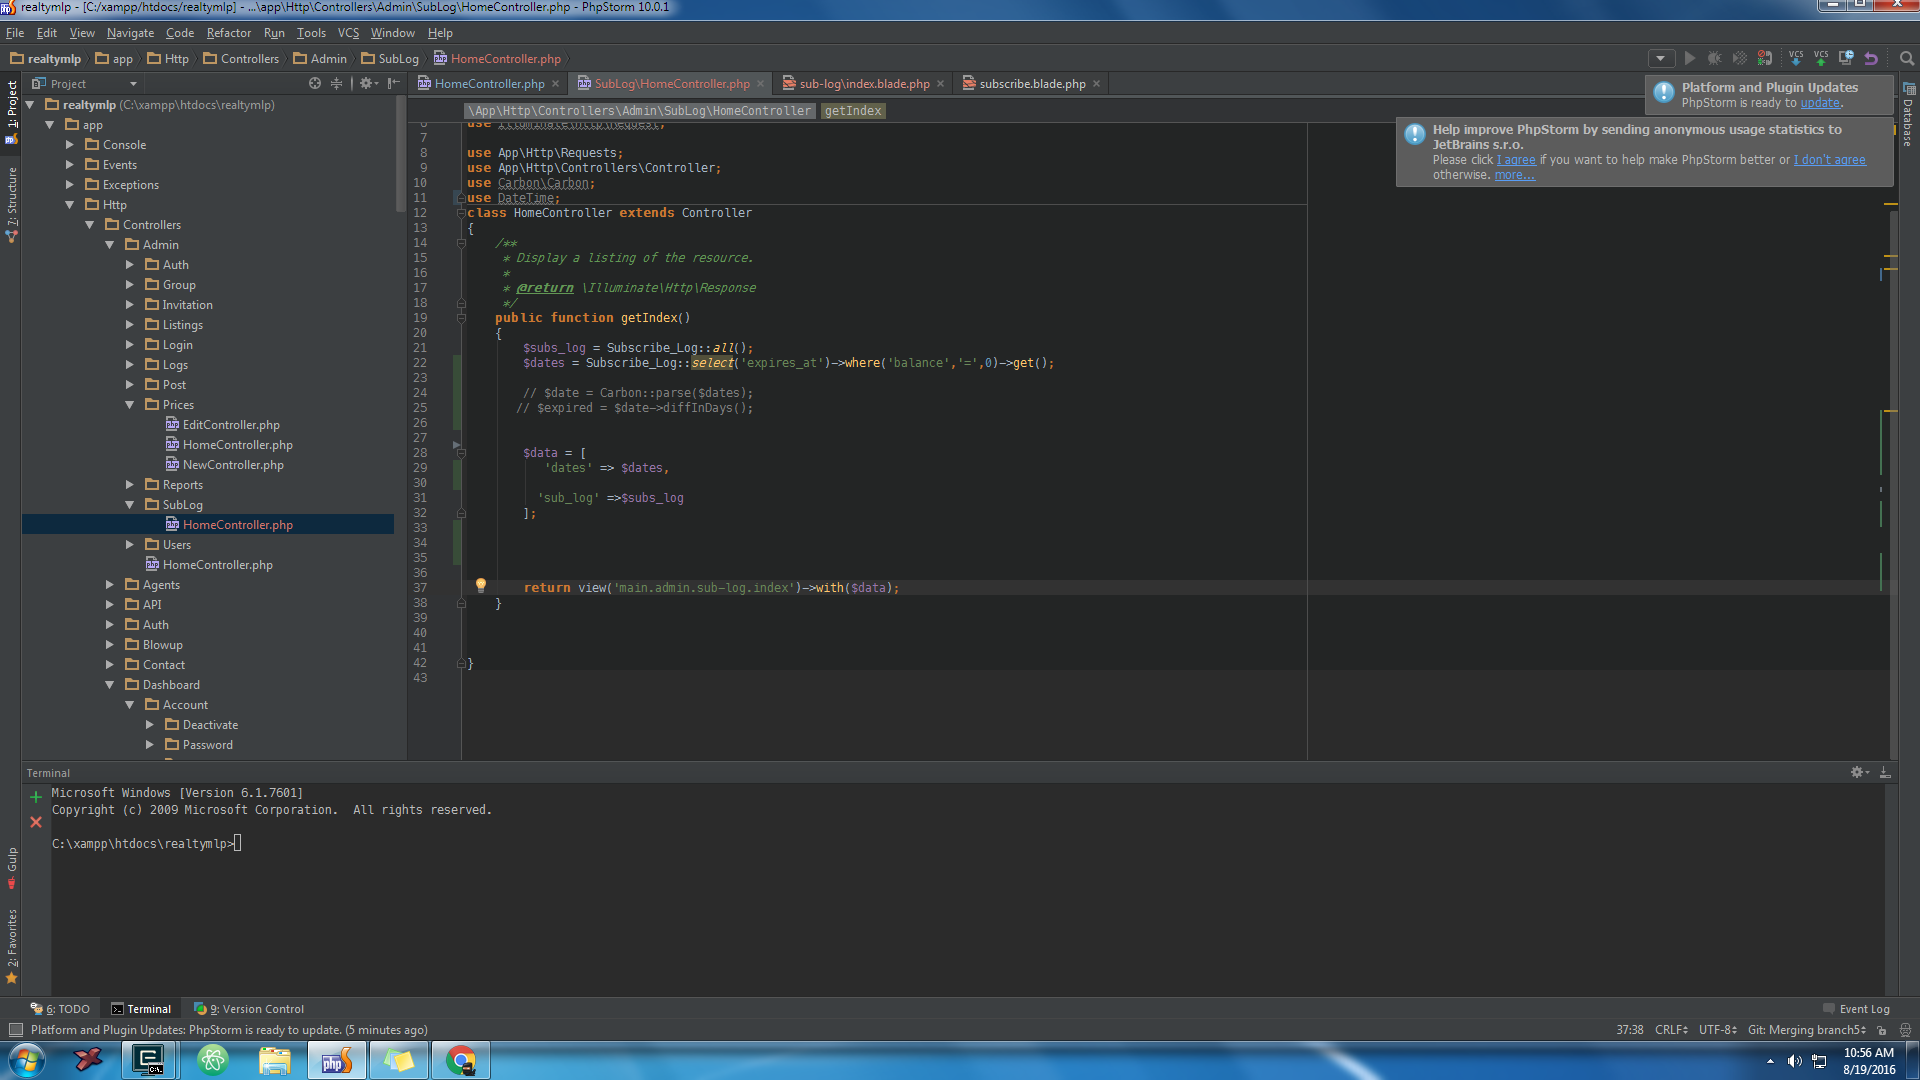 realtymlp - [C:/xampp/htdocs/realtymlp] - ...\app\Http\Controllers\Admin\SubLog\HomeController.php - PhpStorm 10.0.1
File Edit View Navigate Code Refactor Run Tools VCS Window Help
realtymlp app Http Controllers Admin SubLog HomeController.php
Project
HomeController.php SubLog\HomeController.php sub-log\index.blade.php subscribe.blade.php
\App\Http\Controllers\Admin\SubLog\HomeController getIndex
Platform and Plugin Updates
PhpStorm is ready to update.
Help improve PhpStorm by sending anonymous usage statistics to
JetBrains s.r.o.
Please click I agree if you want to help make PhpStorm better or I don't agree
otherwise. more...
1: Project
7: Structure
Gulp
2: Favorites
Database
realtymlp (C:\xampp\htdocs\realtymlp)
app
Console
Events
Exceptions
Http
Controllers
Admin
Auth
Group
Invitation
Listings
Login
Logs
Post
Prices
EditController.php
HomeController.php
NewController.php
Reports
SubLog
HomeController.php
Users
HomeController.php
Agents
API
Auth
Blowup
Contact
Dashboard
Account
Deactivate
Password
6 use Illuminate\Http\Request;
7
8 use App\Http\Requests;
9 use App\Http\Controllers\Controller;
10 use Carbon\Carbon;
11 use DateTime;
12 class HomeController extends Controller
13 {
14 /**
15 * Display a listing of the resource.
16 *
17 * @return \Illuminate\Http\Response
18 */
19 public function getIndex()
20 {
21 $subs_log = Subscribe_Log::all();
22 $dates = Subscribe_Log::select('expires_at')->where('balance','=',0)->get();
23
24 // $date = Carbon::parse($dates);
25 // $expired = $date->diffInDays();
26
27
28 $data = [
29 'dates' => $dates,
30
31 'sub_log' =>$subs_log
32 ];
33
34
35
36
37 return view('main.admin.sub-log.index')->with($data);
38 }
39
40
41
42 }
43
Terminal
Microsoft Windows [Version 6.1.7601]
Copyright (c) 2009 Microsoft Corporation. All rights reserved.
C:\xampp\htdocs\realtymlp>
6: TODO Terminal 9: Version Control Event Log
Platform and Plugin Updates: PhpStorm is ready to update. (5 minutes ago) 37:38 CRLF UTF-8 Git: Merging branch5
10:56 AM
8/19/2016